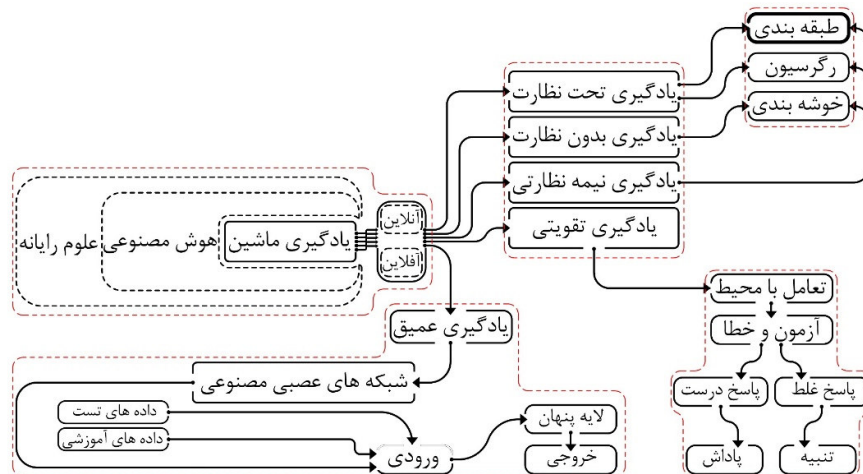 طبقه بندی
رگرسیون
خوشه بندی
یادگیری تحت نظارت
یادگیری بدون نظارت
یادگیری نیمه نظارتی
یادگیری تقویتی
آنلاین
آفلاین
یادگیری ماشین
هوش مصنوعی
علوم رایانه
تعامل با محیط
آزمون و خطا
پاسخ غلط
پاسخ درست
تنبیه
پاداش
یادگیری عمیق
شبکه های عصبی مصنوعی
داده های تست
داده های آموزشی
ورودی
لایه پنهان
خروجی